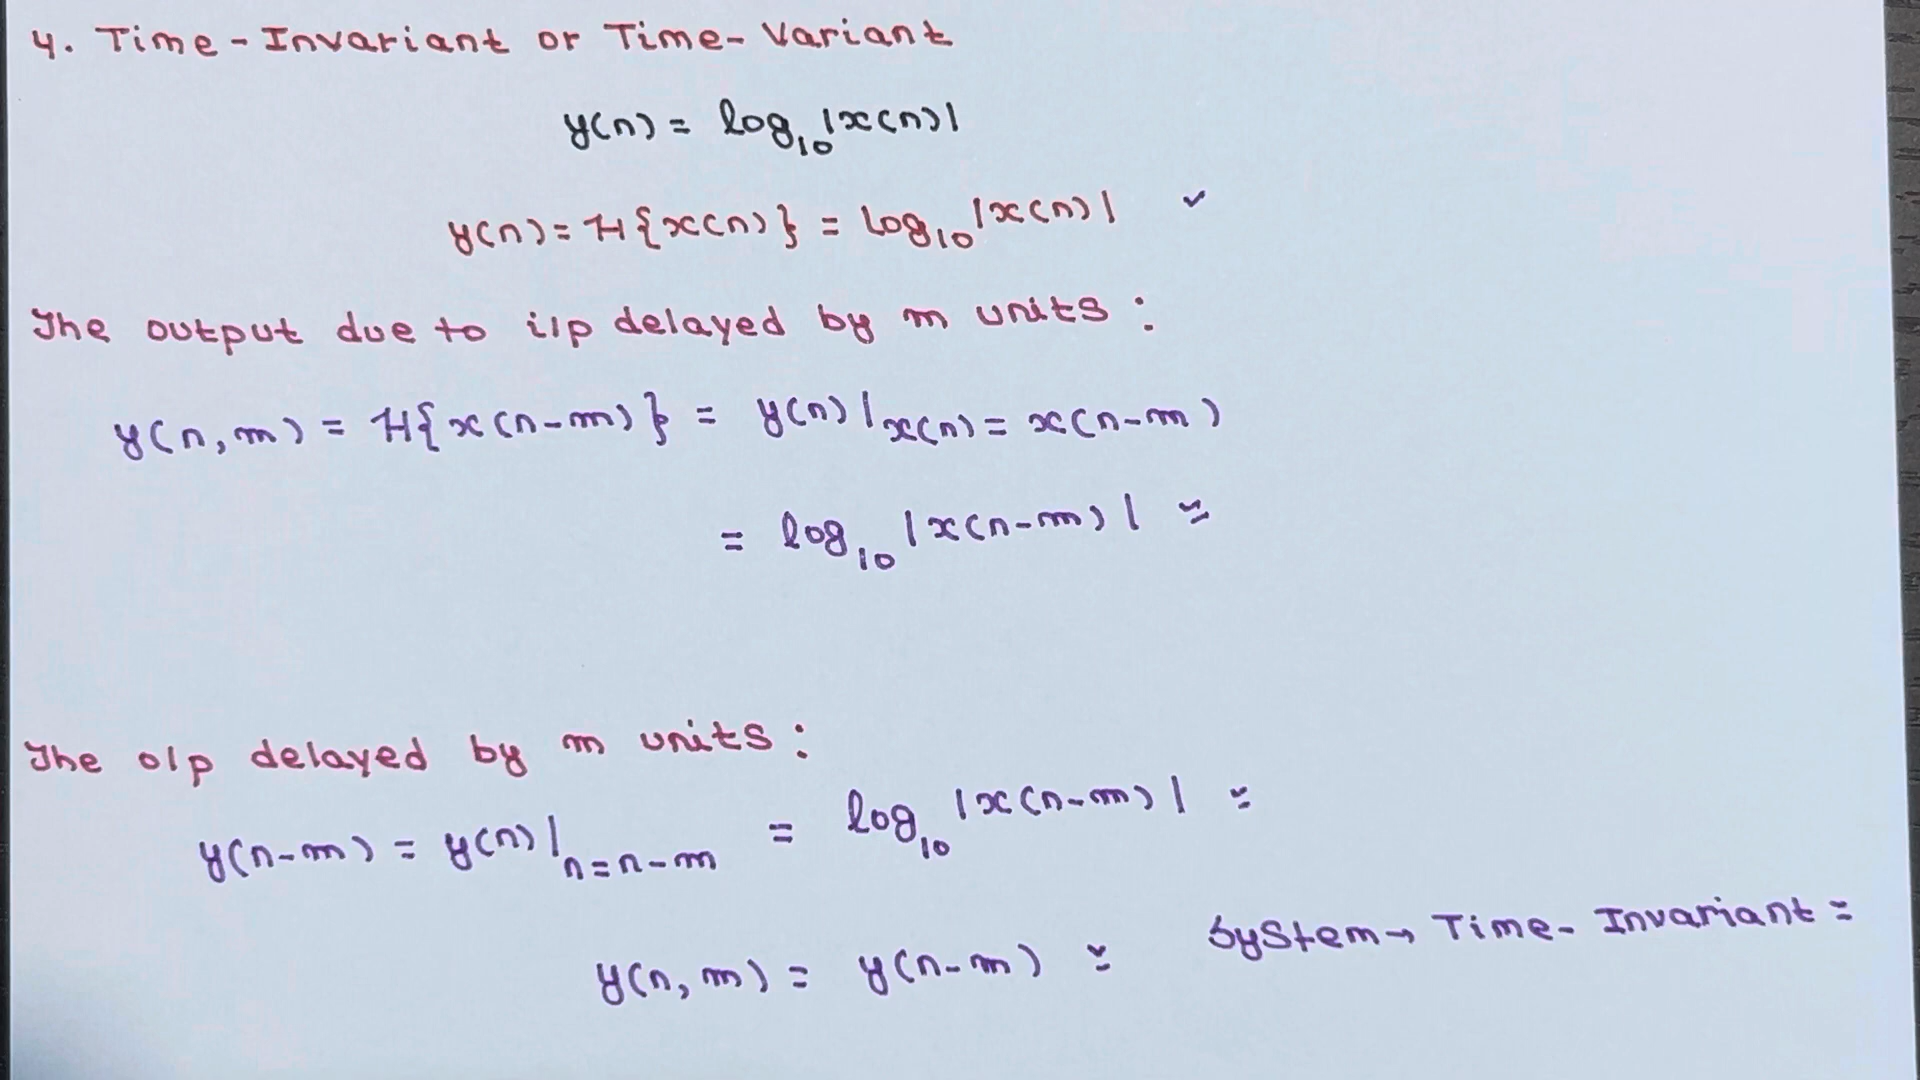 4. Time-Invariant or Time-Variant
y(n) = log₁₀|x(n)|
y(n) = H{x(n)} = log₁₀|x(n)|
The output due to i/p delayed by m units :
y(n,m) = H{x(n-m)} = y(n)|x(n) = x(n-m)
= log₁₀|x(n-m)|
The o/p delayed by m units :
y(n-m) = y(n)|n=n-m = log₁₀|x(n-m)|
y(n,m) = y(n-m) System → Time-Invariant